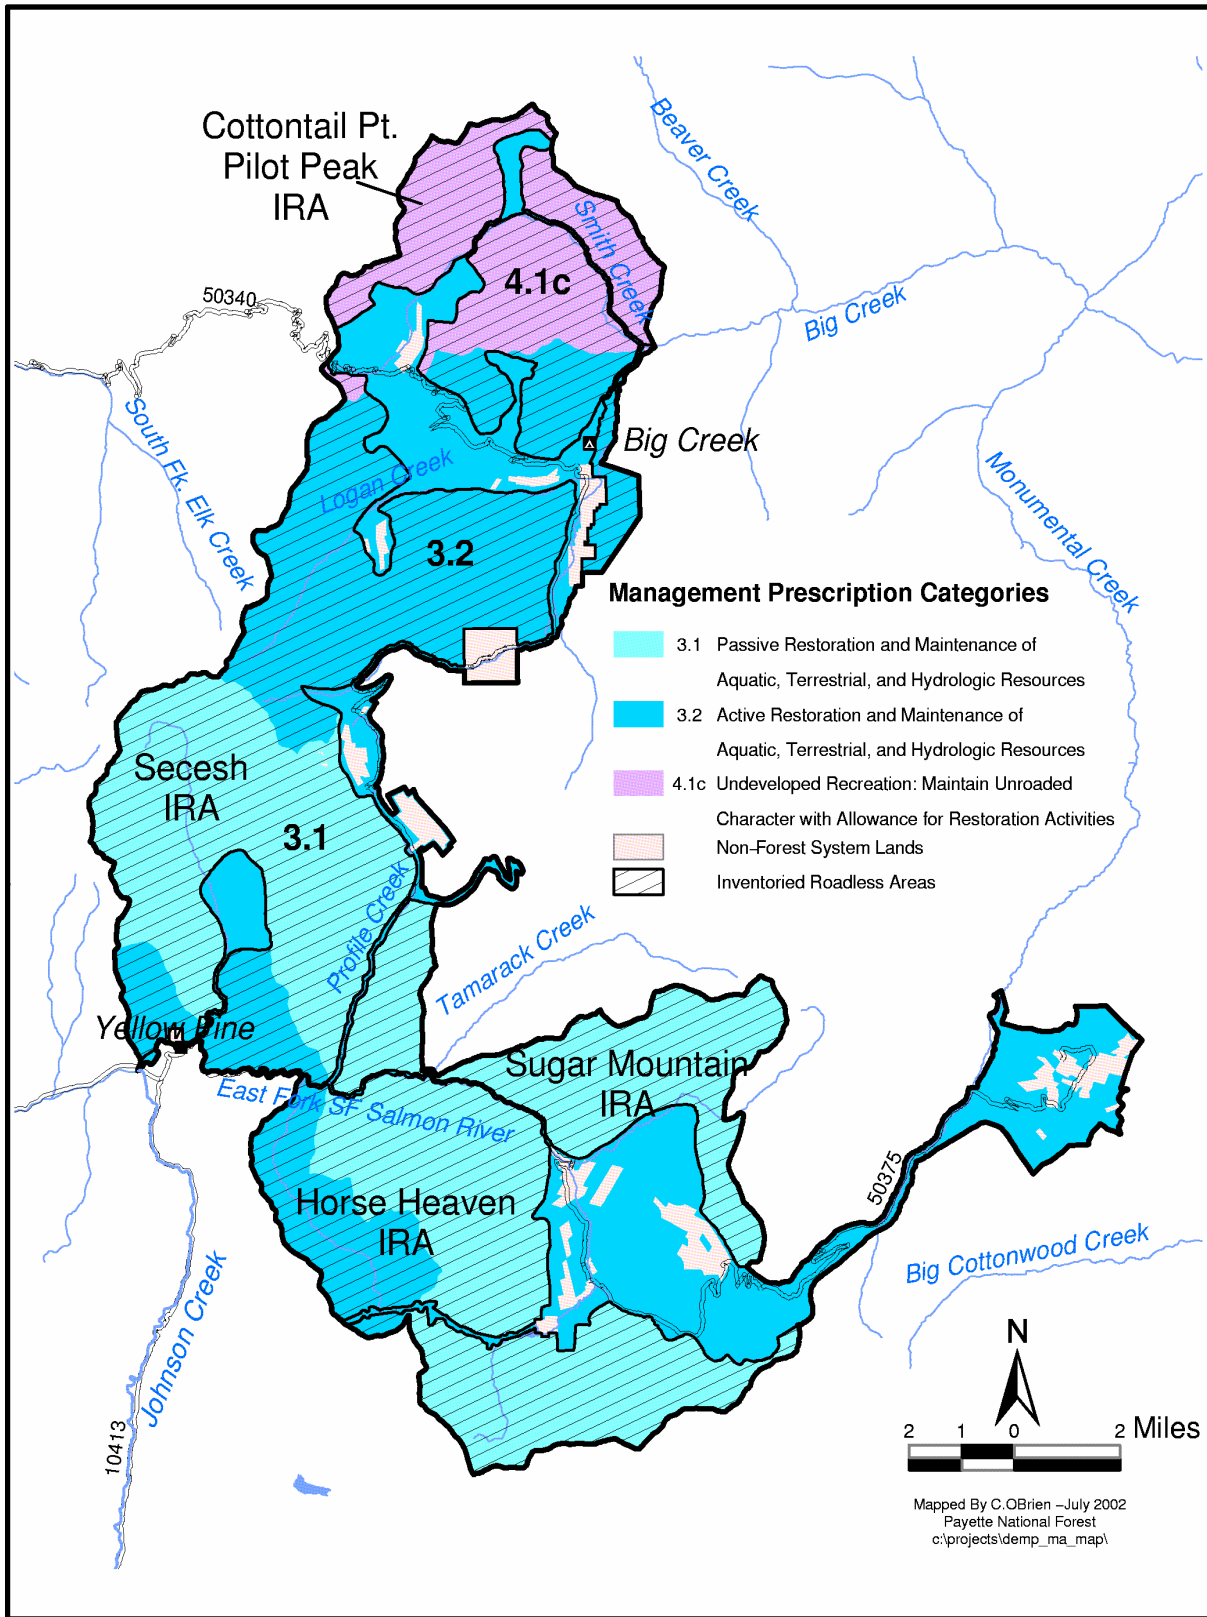 Cottontail Pt.
Pilot Peak
IRA
Beaver Creek
Smith Creek
4.1c
50340
Big Creek
South Fk. Elk Creek
Big Creek
Logan Creek
Monumental Creek
3.2
Management Prescription Categories
3.1 Passive Restoration and Maintenance of
Aquatic, Terrestrial, and Hydrologic Resources
3.2 Active Restoration and Maintenance of
Aquatic, Terrestrial, and Hydrologic Resources
4.1c Undeveloped Recreation: Maintain Unroaded
Character with Allowance for Restoration Activities
Non-Forest System Lands
Inventoried Roadless Areas
Secesh
IRA
3.1
Profile Creek
Tamarack Creek
Yellow Pine
Sugar Mountain
IRA
East Fork SF Salmon River
Horse Heaven
IRA
50375
Big Cottonwood Creek
Johnson Creek
10413
N
2 1 0 2 Miles
Mapped By C.OBrien -July 2002
Payette National Forest
c:\projects\demp_ma_map\